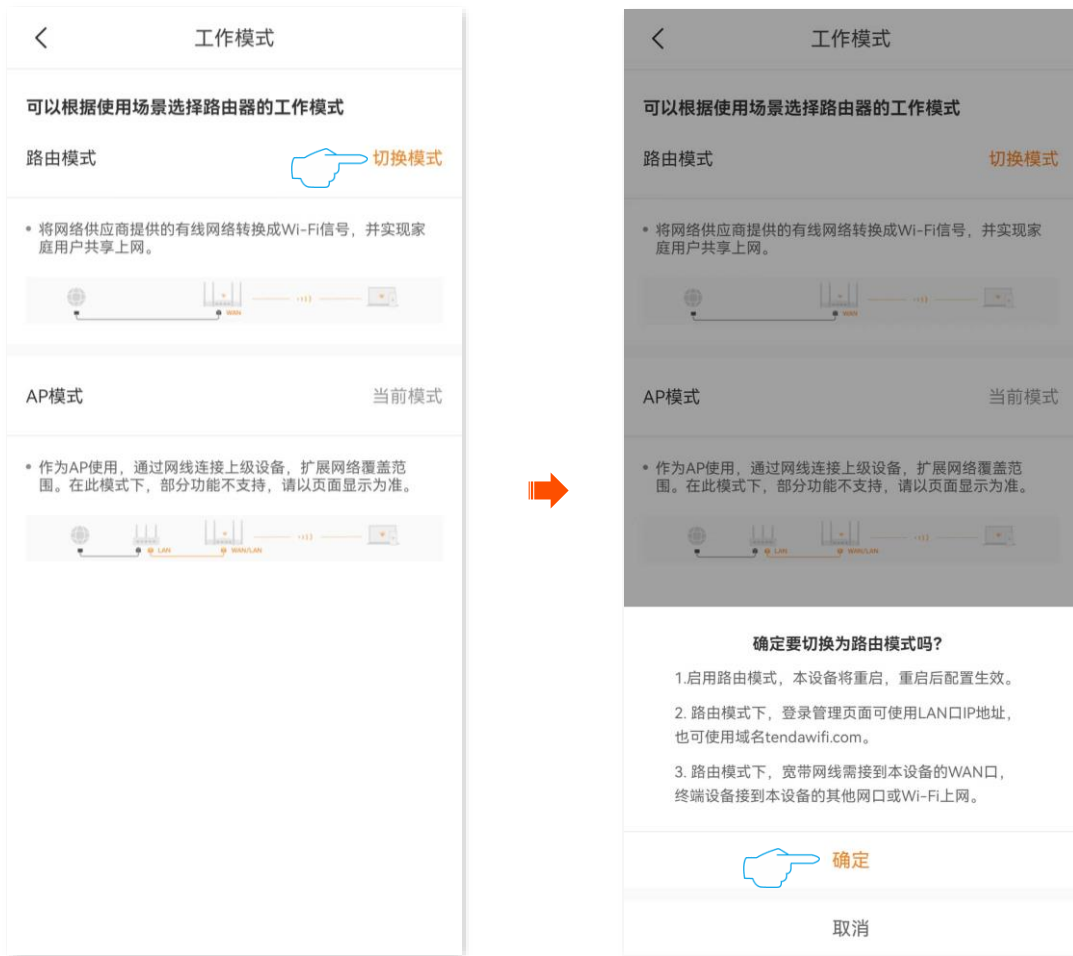 工作模式
可以根据使用场景选择路由器的工作模式
路由模式
切换模式
• 将网络供应商提供的有线网络转换成Wi-Fi信号，并实现家
庭用户共享上网。
WAN
AP模式
当前模式
• 作为AP使用，通过网线连接上级设备，扩展网络覆盖范
围。在此模式下，部分功能不支持，请以页面显示为准。
LAN
WAN/LAN
工作模式
可以根据使用场景选择路由器的工作模式
路由模式
切换模式
• 将网络供应商提供的有线网络转换成Wi-Fi信号，并实现家
庭用户共享上网。
WAN
AP模式
当前模式
• 作为AP使用，通过网线连接上级设备，扩展网络覆盖范
围。在此模式下，部分功能不支持，请以页面显示为准。
LAN
WAN/LAN
确定要切换为路由模式吗？
1.启用路由模式，本设备将重启，重启后配置生效。
2. 路由模式下，登录管理页面可使用LAN口IP地址，
也可使用域名tendawifi.com。
3. 路由模式下，宽带网线需接到本设备的WAN口，
终端设备接到本设备的其他网口或Wi-Fi上网。
确定
取消